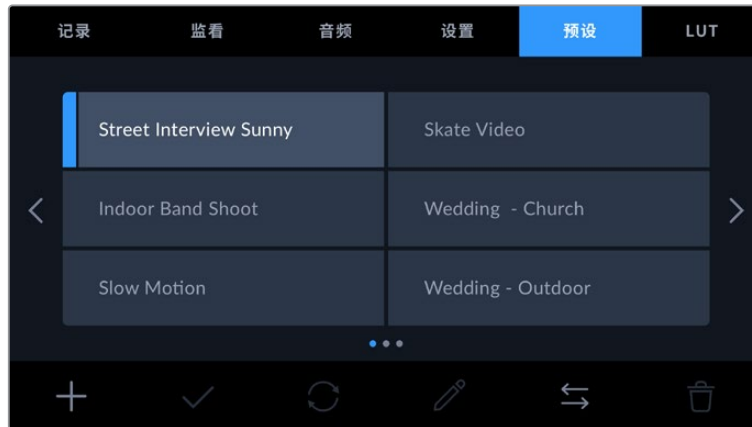 记录 监看 音频 设置 预设 LUT
Street Interview Sunny Skate Video
Indoor Band Shoot Wedding - Church
Slow Motion Wedding - Outdoor